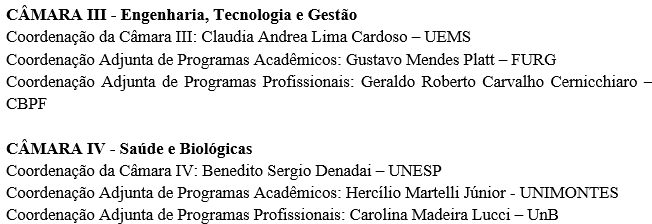 CÂMARA III - Engenharia, Tecnologia e Gestão
Coordenação da Câmara III: Claudia Andrea Lima Cardoso – UEMS
Coordenação Adjunta de Programas Acadêmicos: Gustavo Mendes Platt – FURG
Coordenação Adjunta de Programas Profissionais: Geraldo Roberto Carvalho Cernicchiaro –
CBPF
CÂMARA IV - Saúde e Biológicas
Coordenação da Câmara IV: Benedito Sergio Denadai – UNESP
Coordenação Adjunta de Programas Acadêmicos: Hercílio Martelli Júnior - UNIMONTES
Coordenação Adjunta de Programas Profissionais: Carolina Madeira Lucci – UnB